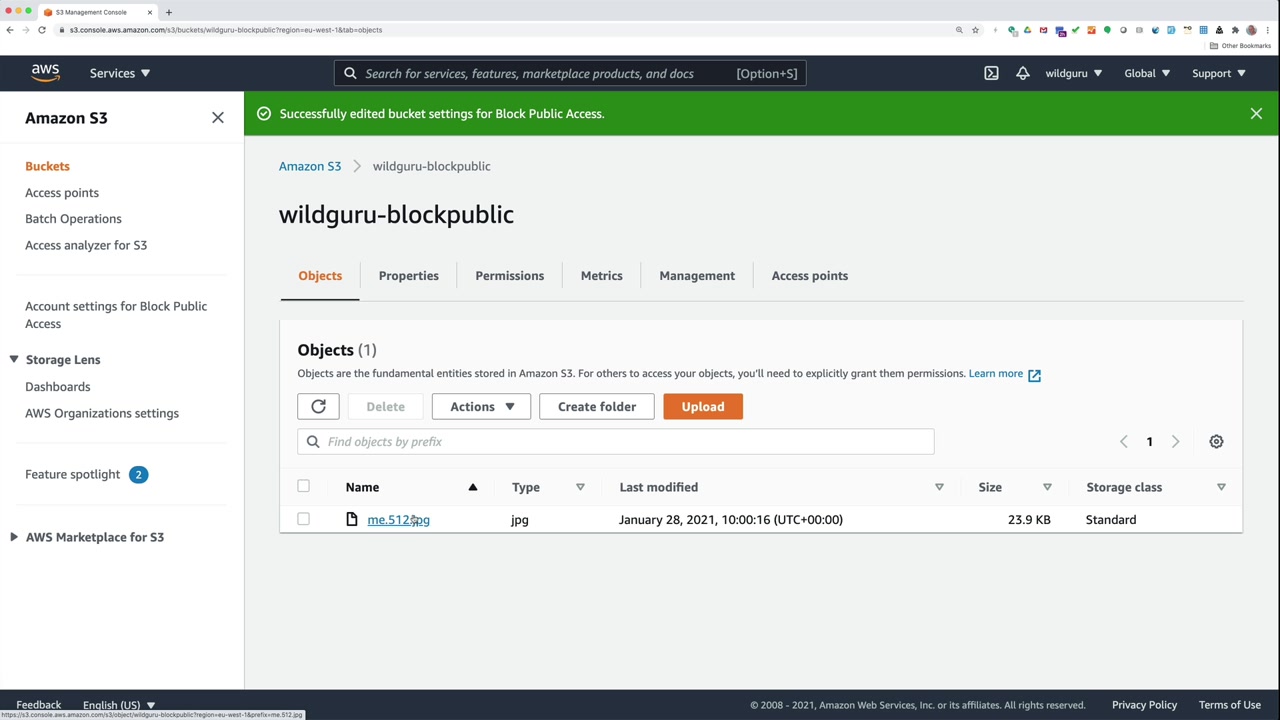 S3 Management Console
s3.console.aws.amazon.com/s3/buckets/wildguru-blockpublic?region=eu-west-1&tab=objects
Other Bookmarks
aws
Services
Search for services, features, marketplace products, and docs [Option+S]
wildguru
Global
Support
Amazon S3
Buckets
Access points
Batch Operations
Access analyzer for S3
Account settings for Block Public
Access
Storage Lens
Dashboards
AWS Organizations settings
Feature spotlight 2
AWS Marketplace for S3
Successfully edited bucket settings for Block Public Access.
Amazon S3 > wildguru-blockpublic
wildguru-blockpublic
Objects Properties Permissions Metrics Management Access points
Objects (1)
Objects are the fundamental entities stored in Amazon S3. For others to access your objects, you'll need to explicitly grant them permissions. Learn more
Delete Actions Create folder Upload
Find objects by prefix
1
Name Type Last modified Size Storage class
me.512.jpg jpg January 28, 2021, 10:00:16 (UTC+00:00) 23.9 KB Standard
Feedback English (US) © 2008 - 2021, Amazon Web Services, Inc. or its affiliates. All rights reserved. Privacy Policy Terms of Use
https://s3.console.aws.amazon.com/s3/object/wildguru-blockpublic?region=eu-west-1&prefix=me.512.jpg